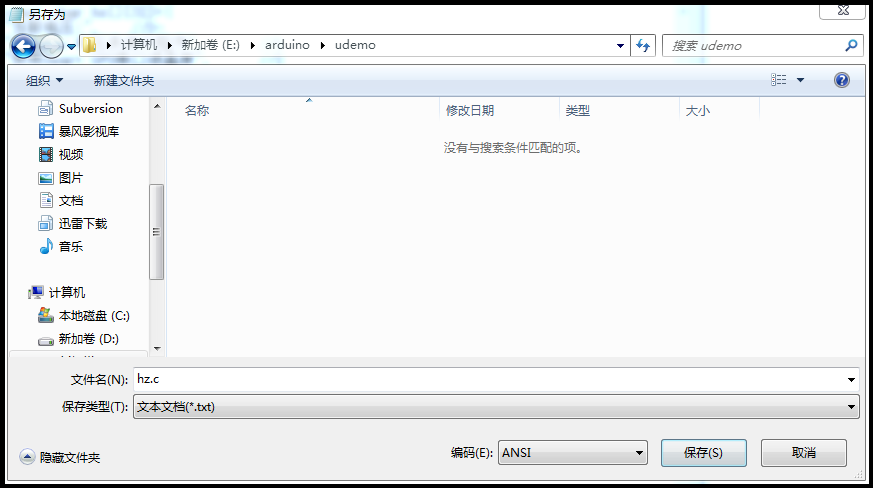 另存为
计算机 新加卷 (E:) arduino udemo
搜索 udemo
组织 新建文件夹
名称 修改日期 类型 大小
没有与搜索条件匹配的项。
Subversion
暴风影视库
视频
图片
文档
迅雷下载
音乐
计算机
本地磁盘 (C:)
新加卷 (D:)
文件名(N): hz.c
保存类型(T): 文本文档(*.txt)
隐藏文件夹
编码(E): ANSI
保存(S)
取消